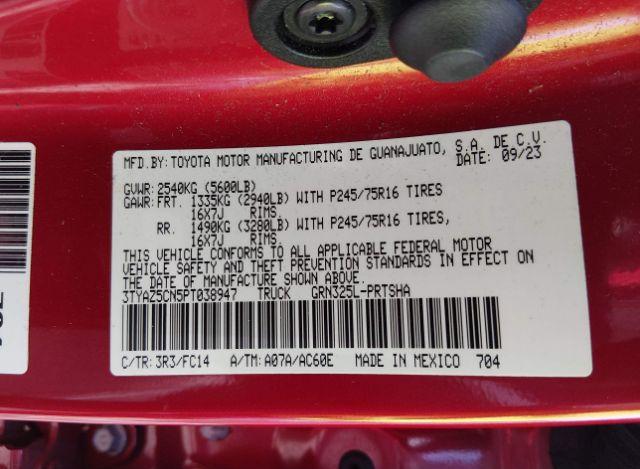 MFD.BY: TOYOTA MOTOR MANUFACTURING DE GUANAJUATO, S.A. DE C.V.
DATE: 09/23
GVWR: 2540KG (5600LB)
GAWR: FRT. 1335KG (2940LB) WITH P245/75R16 TIRES
16X7J RIMS,
RR. 1490KG (3280LB) WITH P245/75R16 TIRES,
16X7J RIMS,
THIS VEHICLE CONFORMS TO ALL APPLICABLE FEDERAL MOTOR
VEHICLE SAFETY AND THEFT PREVENTION STANDARDS IN EFFECT ON
THE DATE OF MANUFACTURE SHOWN ABOVE.
3TYAZ5CN5PT038947 TRUCK GRN325L-PRTSHA
C/TR: 3R3/FC14 A/TM: A07A/AC60E MADE IN MEXICO 704